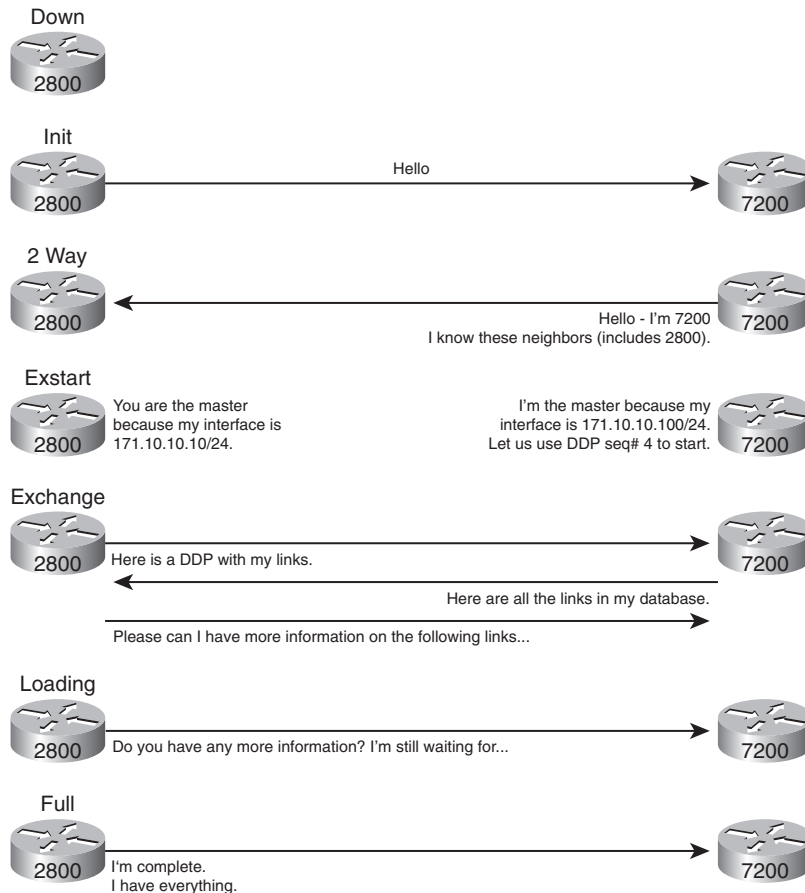 Down
2800
Init
2800
Hello
7200
2 Way
2800
Hello - I'm 7200
I know these neighbors (includes 2800).
7200
Exstart
2800
You are the master
because my interface is
171.10.10.10/24.
I'm the master because my
interface is 171.10.10.100/24.
Let us use DDP seq# 4 to start.
7200
Exchange
2800
Here is a DDP with my links.
7200
Here are all the links in my database.
Please can I have more information on the following links...
Loading
2800
Do you have any more information? I'm still waiting for...
7200
Full
2800
I‘m complete.
I have everything.
7200